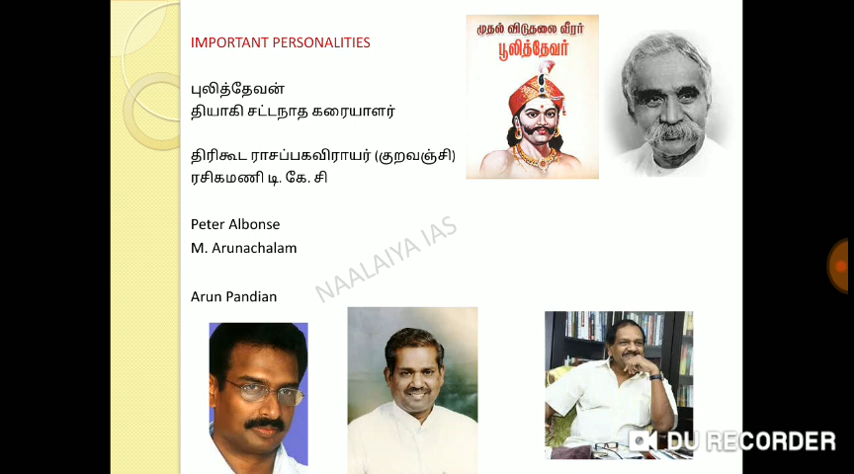 IMPORTANT PERSONALITIES
புலித்தேவன்
தியாகி சட்டநாத கரையாளர்
திரிகூட ராசப்பகவிராயர் (குறவஞ்சி)
ரசிகமணி டி. கே. சி
Peter Albonse
M. Arunachalam
Arun Pandian
முதல் விடுதலை வீரர்
பூலித்தேவர்
NAALAIYA IAS
DU RECORDER